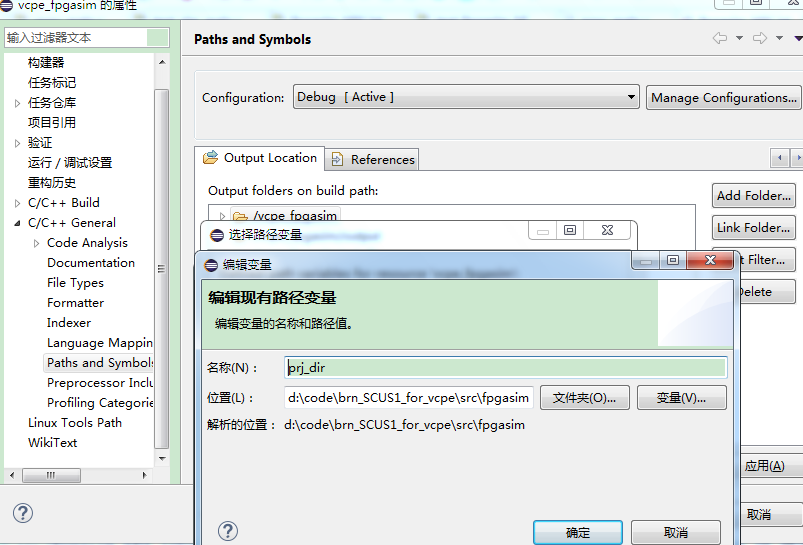 vcpe_fpgasim 的属性
输入过滤器文本
构建器
任务标记
任务仓库
项目引用
验证
运行 / 调试设置
重构历史
C/C++ Build
C/C++ General
Code Analysis
Documentation
File Types
Formatter
Indexer
Language Mappin
Paths and Symbols
Preprocessor Inclu
Profiling Categorie
Linux Tools Path
WikiText
Paths and Symbols
Configuration:
Debug [ Active ]
Manage Configurations...
Output Location
References
Output folders on build path:
/vcpe_fpgasim
Add Folder...
Link Folder...
t Filter...
elete
选择路径变量
编辑变量
编辑现有路径变量
编辑变量的名称和路径值。
名称(N)：
prj_dir
位置(L)：
d:\code\brn_SCUS1_for_vcpe\src\fpgasim
文件夹(O)...
变量(V)...
解析的位置：
d:\code\brn_SCUS1_for_vcpe\src\fpgasim
应用(A)
取消
确定
取消